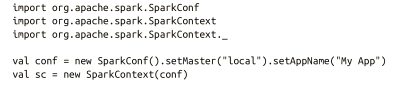 import org.apache.spark.SparkConf
import org.apache.spark.SparkContext
import org.apache.spark.SparkContext._

val conf = new SparkConf().setMaster("local").setAppName("My App")
val sc = new SparkContext(conf)